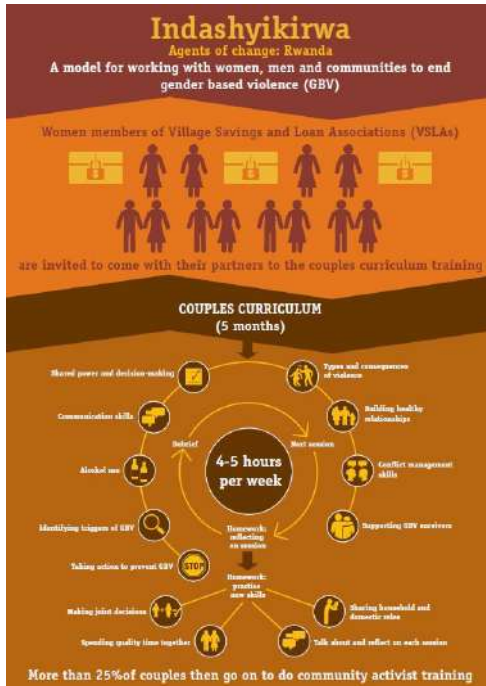 Indashyikirwa
Agents of change: Rwanda
A model for working with women, men and communities to end
gender based violence (GBV)
Women members of Village Savings and Loan Associations (VSLAs)
are invited to come with their partners to the couples curriculum training
COUPLES CURRICULUM
(5 months)
Shared power and decision-making
Types and consequences
of violence
Communication skills
Building healthy
relationships
Debrief
Next session
4-5 hours
per week
Alcohol use
Conflict management
skills
Identifying triggers of GBV
Supporting GBV survivors
Homework:
reflecting
on session
Taking action to prevent GBV
STOP
Homework:
practise
new skills
Making joint decisions
Sharing household and
domestic roles
Spending quality time together
Talk about and reflect on each session
More than 25%of couples then go on to do community activist training